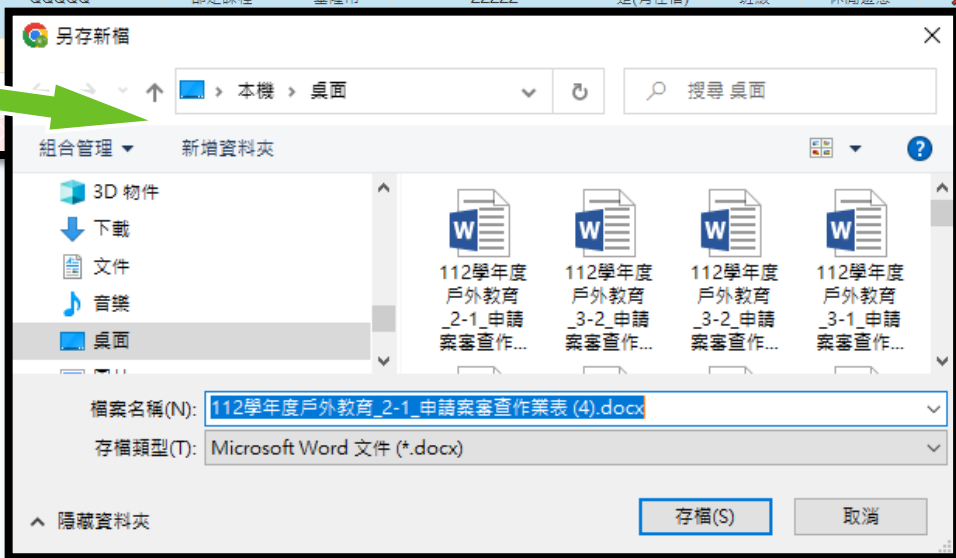 另存新檔
本機 › 桌面
搜尋 桌面
組合管理
新增資料夾
3D 物件
下載
文件
音樂
桌面
112學年度
戶外教育
_2-1_申請
案審查作...
112學年度
戶外教育
_3-2_申請
案審查作...
112學年度
戶外教育
_3-2_申請
案審查作...
112學年度
戶外教育
_3-1_申請
案審查作...
檔案名稱(N): 112學年度戶外教育_2-1_申請案審查作業表 (4).docx
存檔類型(T): Microsoft Word 文件 (*.docx)
隱藏資料夾
存檔(S)
取消